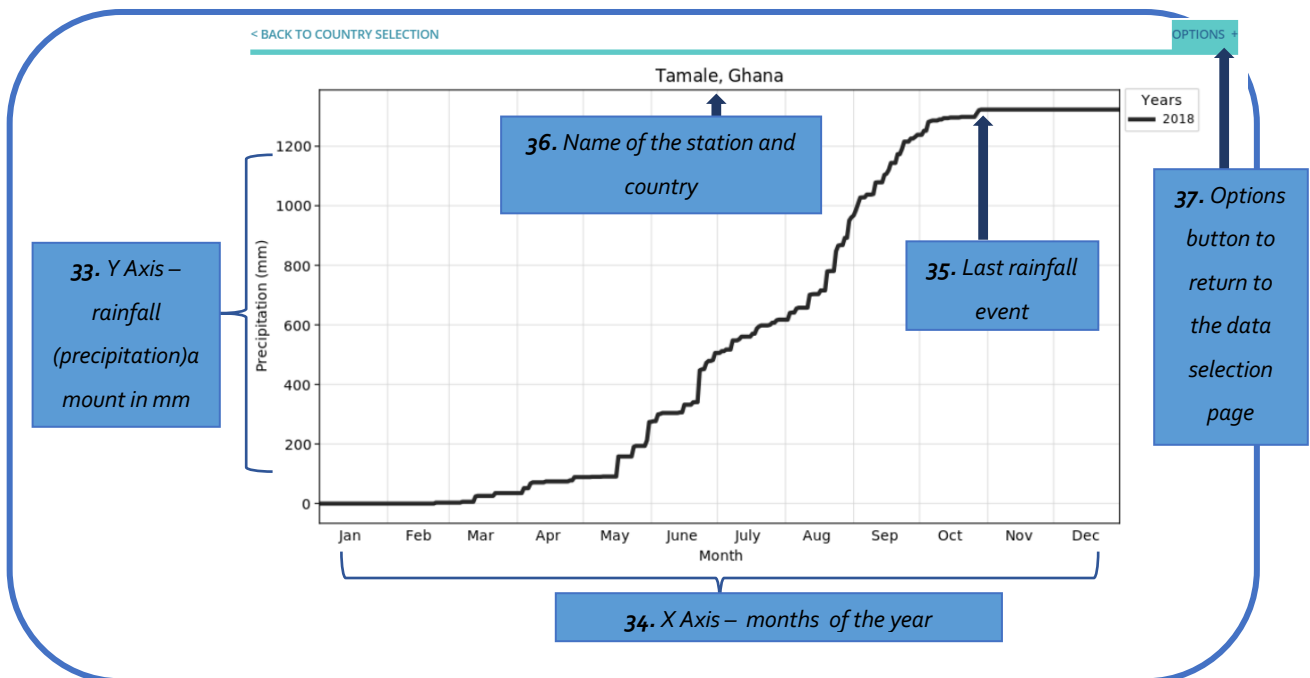 < BACK TO COUNTRY SELECTION
OPTIONS +
Tamale, Ghana
Years
2018
36. Name of the station and
country
37. Options
button to
return to
the data
selection
page
33. Y Axis –
rainfall
(precipitation)a
mount in mm
35. Last rainfall
event
Precipitation (mm)
1200
1000
800
600
400
200
0
Jan Feb Mar Apr May June July Aug Sep Oct Nov Dec
Month
34. X Axis – months of the year